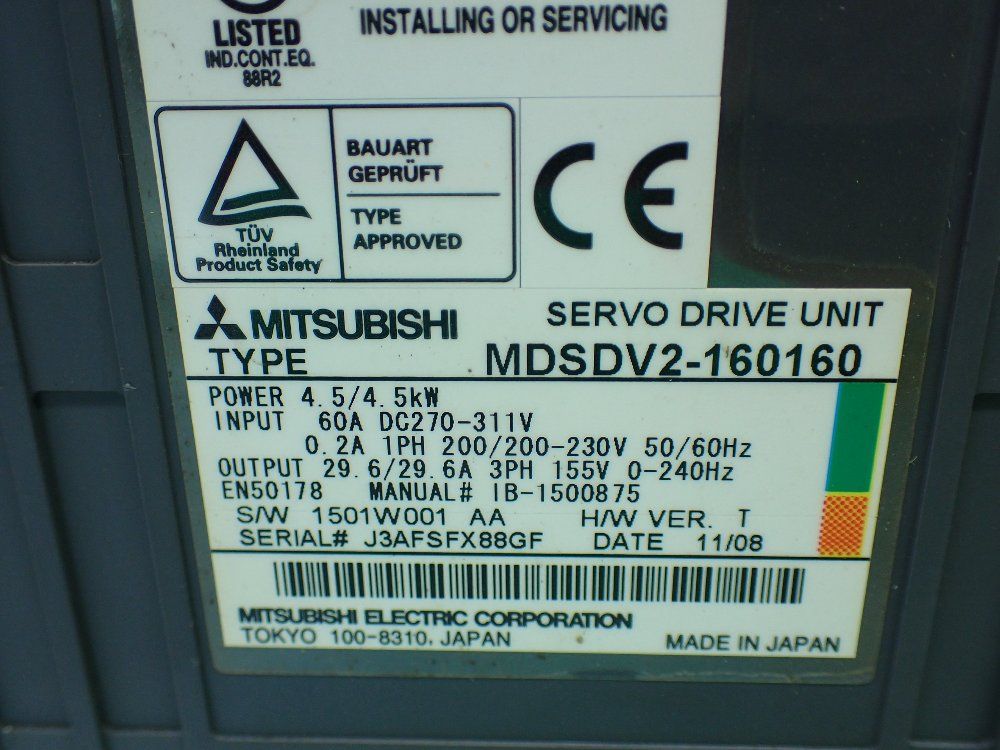 LISTED
IND.CONT.EQ.
88R2
INSTALLING OR SERVICING
TÜV
Rheinland
Product Safety
BAUART
GEPRÜFT
TYPE
APPROVED
CE
MITSUBISHI
SERVO DRIVE UNIT
TYPE MDSDV2-160160
POWER 4.5/4.5kW
INPUT 60A DC270-311V
0.2A 1PH 200/200-230V 50/60Hz
OUTPUT 29.6/29.6A 3PH 155V 0-240Hz
EN50178 MANUAL# IB-1500875
S/W 1501W001 AA H/W VER. T
SERIAL# J3AFSFX88GF DATE 11/08
MITSUBISHI ELECTRIC CORPORATION
TOKYO 100-8310, JAPAN MADE IN JAPAN